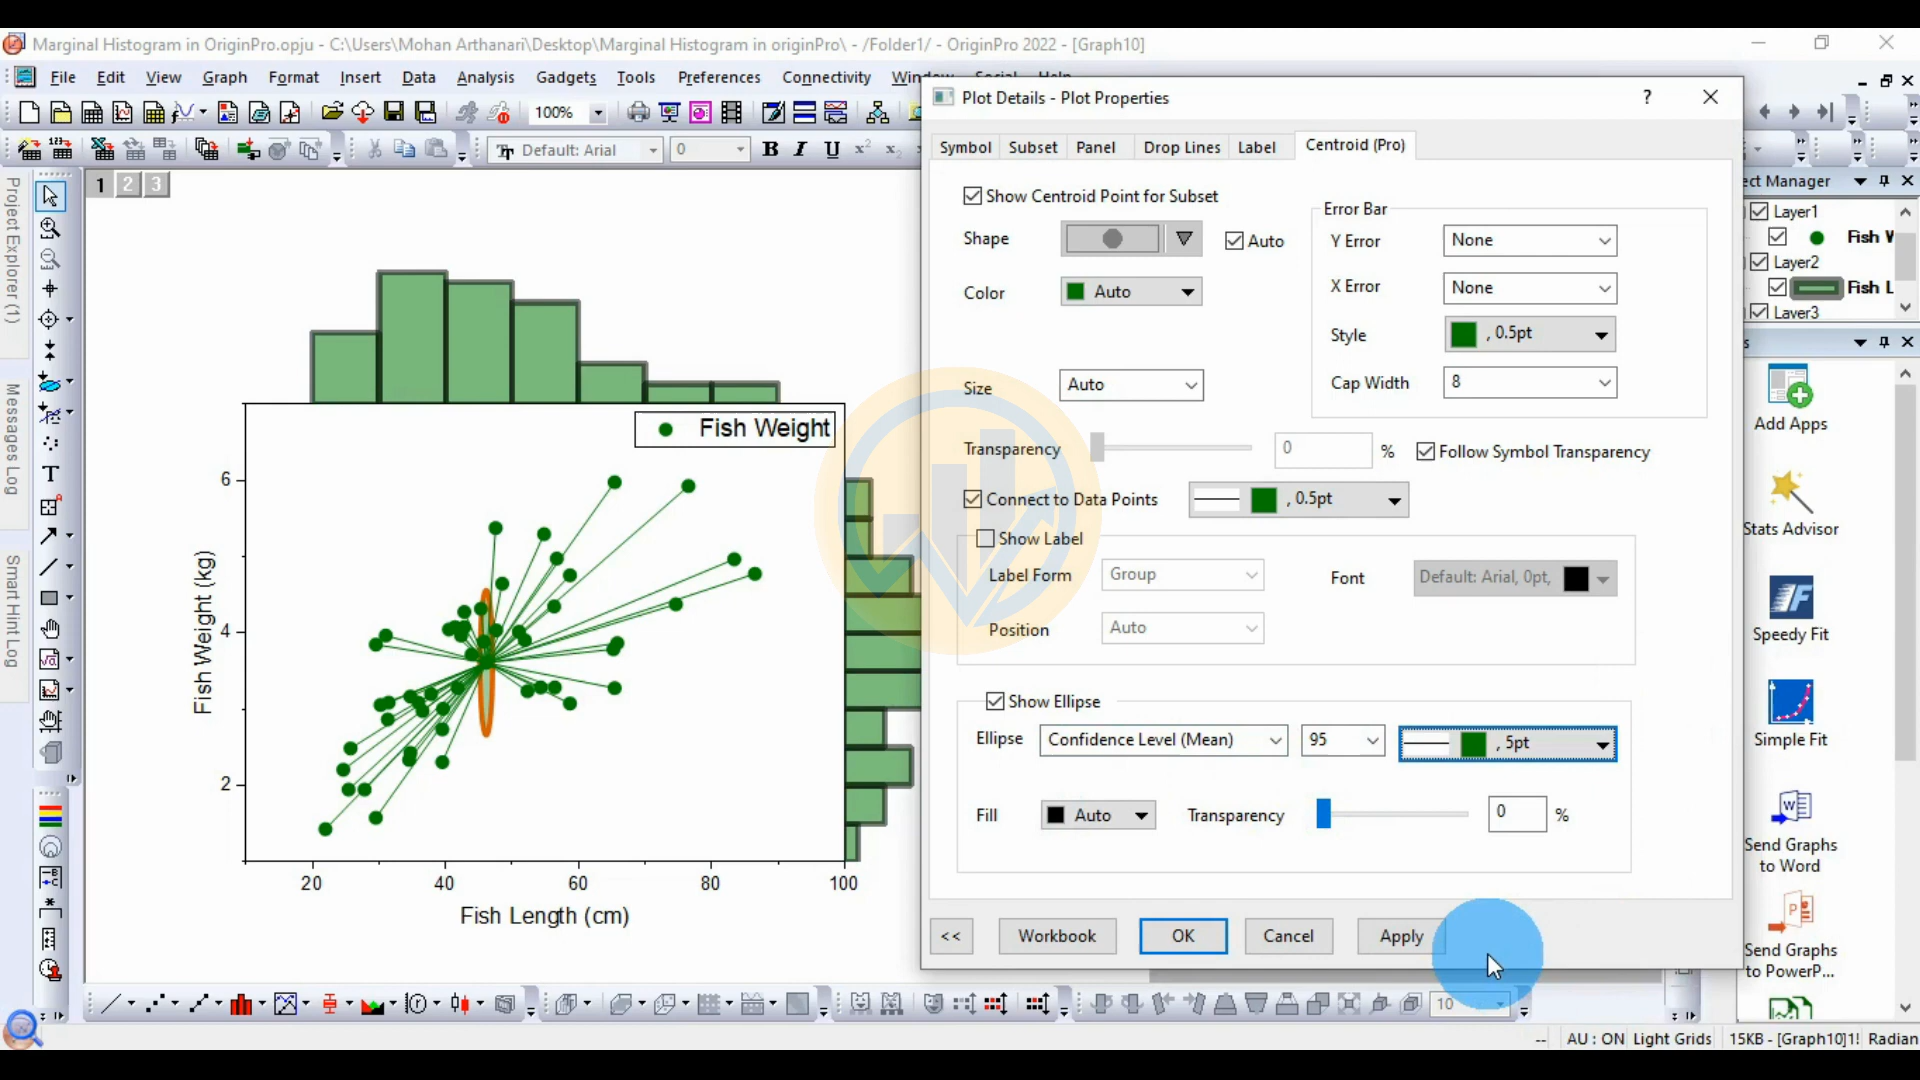 Marginal Histogram in OriginPro.opju - C:\Users\Mohan Arthanari\Desktop\Marginal Histogram in originPro\ - /Folder1/ - OriginPro 2022 - [Graph10]
File Edit View Graph Format Insert Data Analysis Gadgets Tools Preferences Connectivity
100%
Default: Arial 0 B I U
Project Explorer (1)
Messages Log
Smart Hint Log
1 2 3
Fish Weight
Fish Weight (kg)
6
4
2
20 40 60 80 100
Fish Length (cm)
Plot Details - Plot Properties
Symbol Subset Panel Drop Lines Label Centroid (Pro)
Show Centroid Point for Subset
Shape Auto
Color Auto
Size Auto
Error Bar
Y Error None
X Error None
Style , 0.5pt
Cap Width 8
Transparency 0 % Follow Symbol Transparency
Connect to Data Points , 0.5pt
Show Label
Label Form Group Font Default: Arial, 0pt,
Position Auto
Show Ellipse
Ellipse Confidence Level (Mean) 95 , 5pt
Fill Auto Transparency 0 %
<< Workbook OK Cancel Apply
ect Manager
Layer1
Fish W
Layer2
Fish L
Layer3
Add Apps
Stats Advisor
Speedy Fit
Simple Fit
Send Graphs
to Word
Send Graphs
to PowerP...
10
-- AU : ON Light Grids 15KB - [Graph10]1! Radian